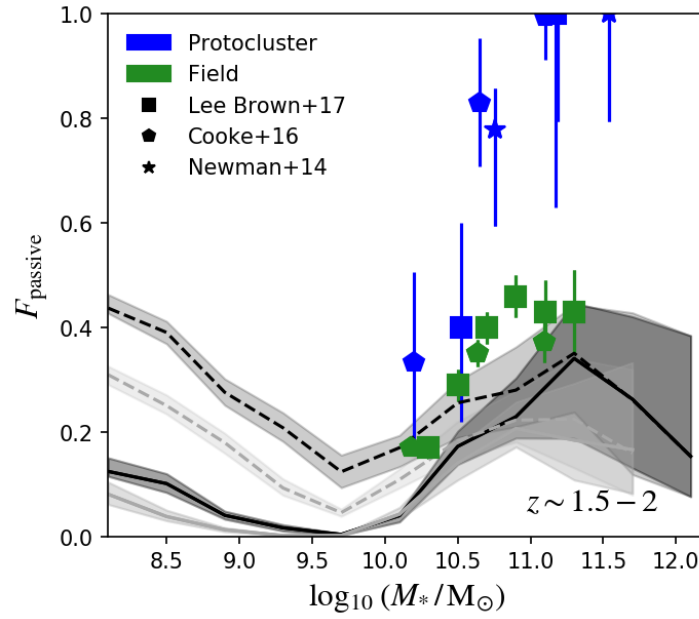 1.0
0.8
0.6
0.4
0.2
0.0
F_passive
Protocluster
Field
Lee Brown+17
Cooke+16
Newman+14
z ~ 1.5 − 2
8.5 9.0 9.5 10.0 10.5 11.0 11.5 12.0
log₁₀ (M*/M☉)